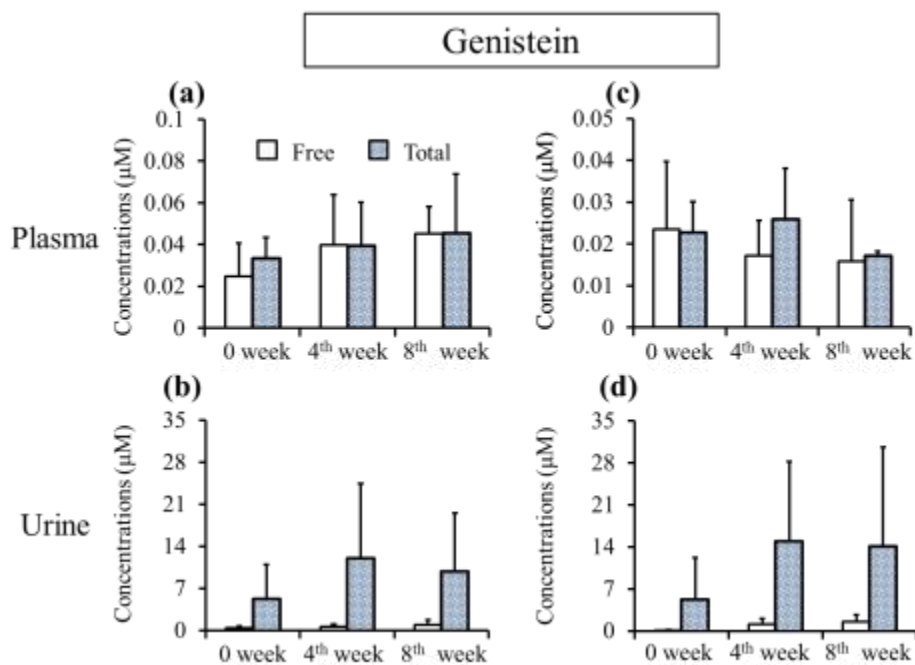 Genistein
(a)
0.1
0.08
0.06
0.04
0.02
0
Concentrations (μM)
Free
Total
0 week
4th week
8th week
(c)
0.05
0.04
0.03
0.02
0.01
0
Concentrations (μM)
0 week
4th week
8th week
Plasma
(b)
35
28
21
14
7
0
Concentrations (μM)
0 week
4th week
8th week
(d)
35
28
21
14
7
0
Concentrations (μM)
0 week
4th week
8th week
Urine